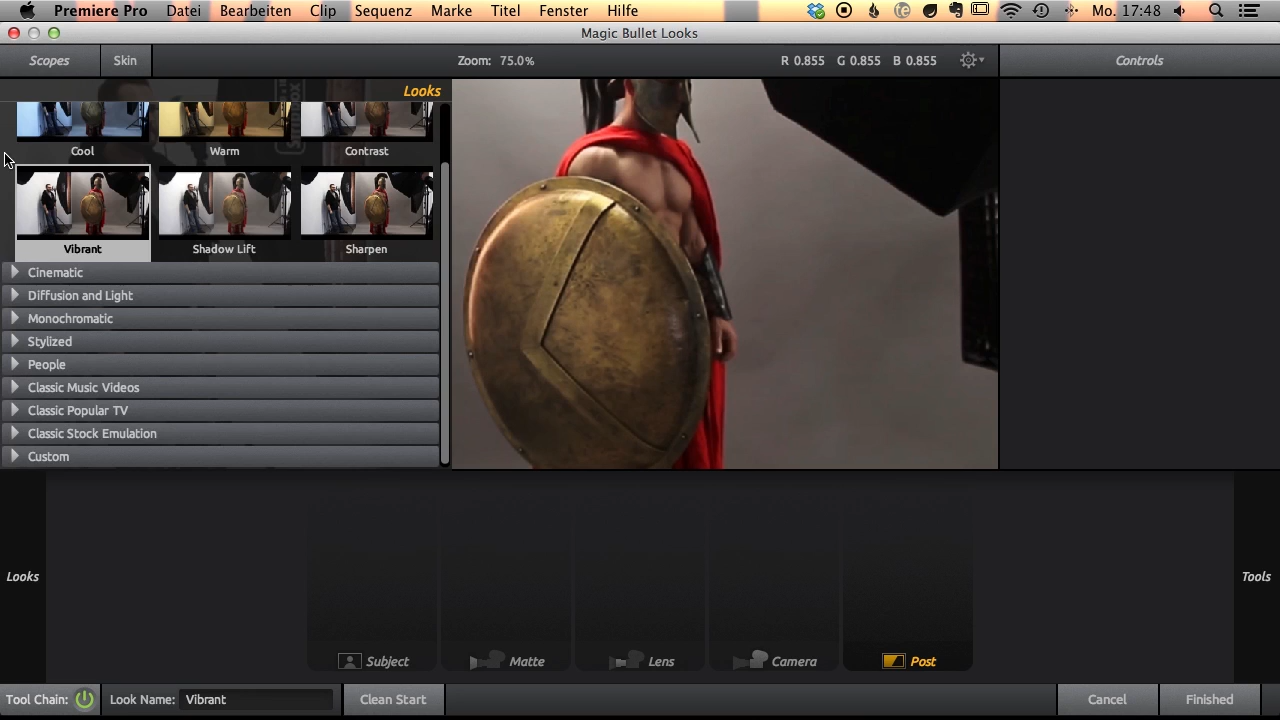 Premiere Pro Datei Bearbeiten Clip Sequenz Marke Titel Fenster Hilfe Mo. 17:48
Magic Bullet Looks
Scopes Skin Zoom: 75.0% R 0.855 G 0.855 B 0.855 Controls
Looks
Cool Warm Contrast
Vibrant Shadow Lift Sharpen
Cinematic
Diffusion and Light
Monochromatic
Stylized
People
Classic Music Videos
Classic Popular TV
Classic Stock Emulation
Custom
Looks Tools
Subject Matte Lens Camera Post
Tool Chain: Look Name: Vibrant Clean Start Cancel Finished